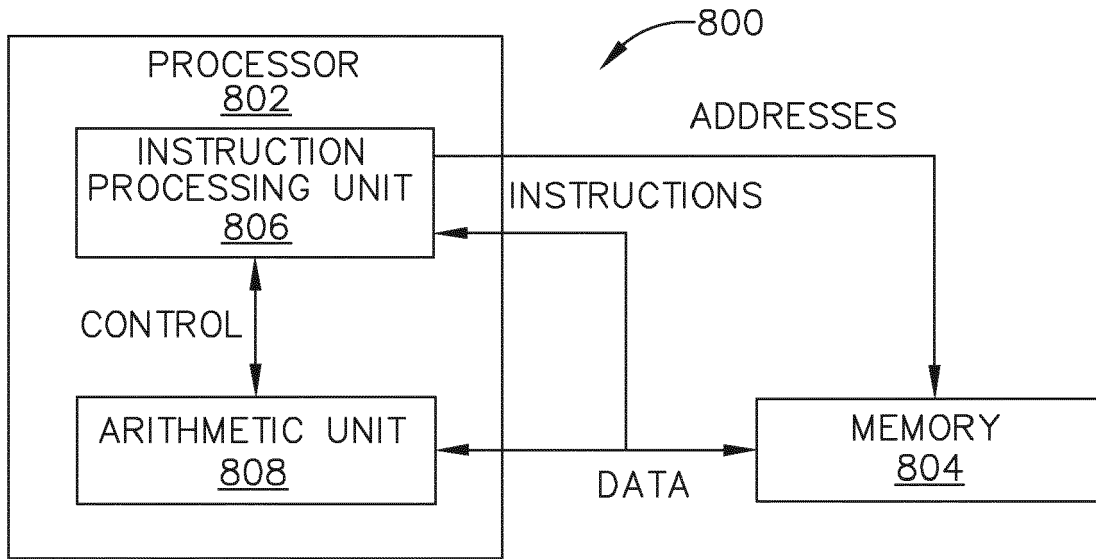 800
PROCESSOR
802
ADDRESSES
INSTRUCTION
PROCESSING UNIT
806
INSTRUCTIONS
CONTROL
ARITHMETIC UNIT
808
MEMORY
804
DATA